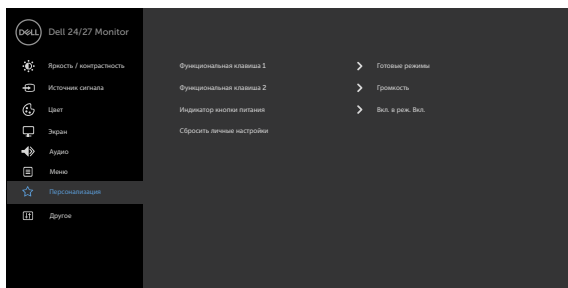 DELL Dell 24/27 Monitor
Яркость / контрастность
Источник сигнала
Цвет
Экран
Аудио
Меню
Персонализация
Другое
Функциональная клавиша 1 Готовые режимы
Функциональная клавиша 2 Громкость
Индикатор кнопки питания Вкл. в реж. Вкл.
Сбросить личные настройки